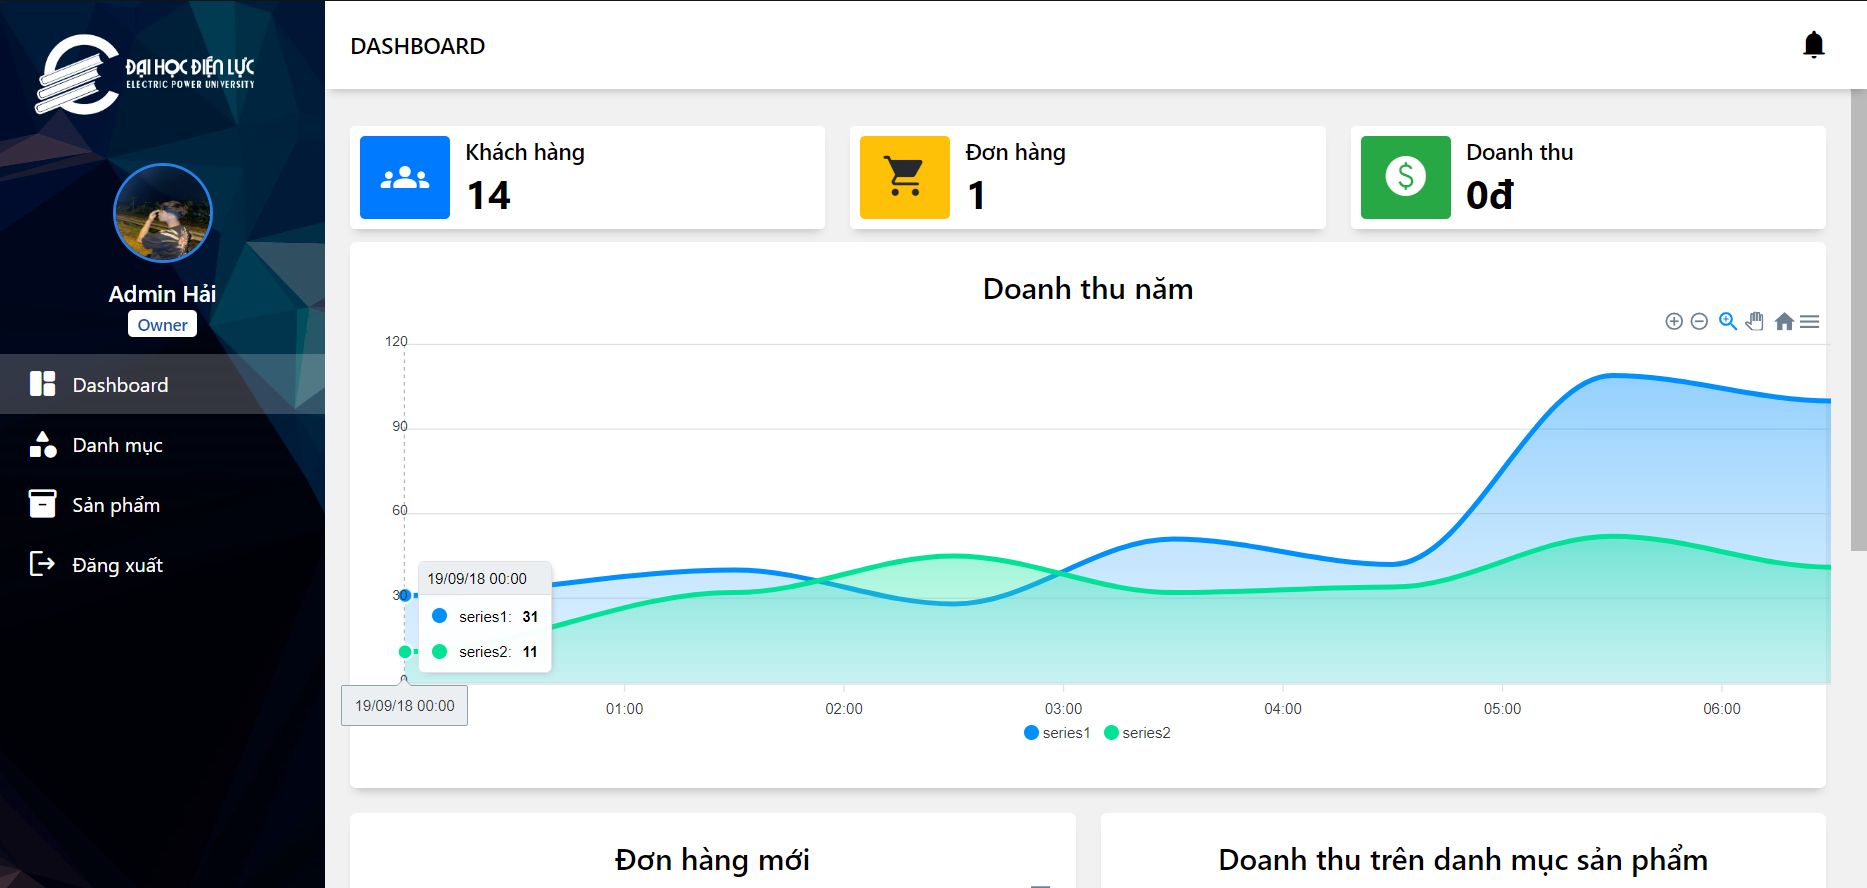 ĐẠI HỌC ĐIỆN LỰC
ELECTRIC POWER UNIVERSITY
Admin Hải
Owner
Dashboard
Danh mục
Sản phẩm
Đăng xuất
DASHBOARD
Khách hàng
14
Đơn hàng
1
Doanh thu
0đ
Doanh thu năm
120
90
60
30
0
19/09/18 00:00
series1: 31
series2: 11
19/09/18 00:00
01:00
02:00
03:00
04:00
05:00
06:00
series1
series2
Đơn hàng mới
Doanh thu trên danh mục sản phẩm